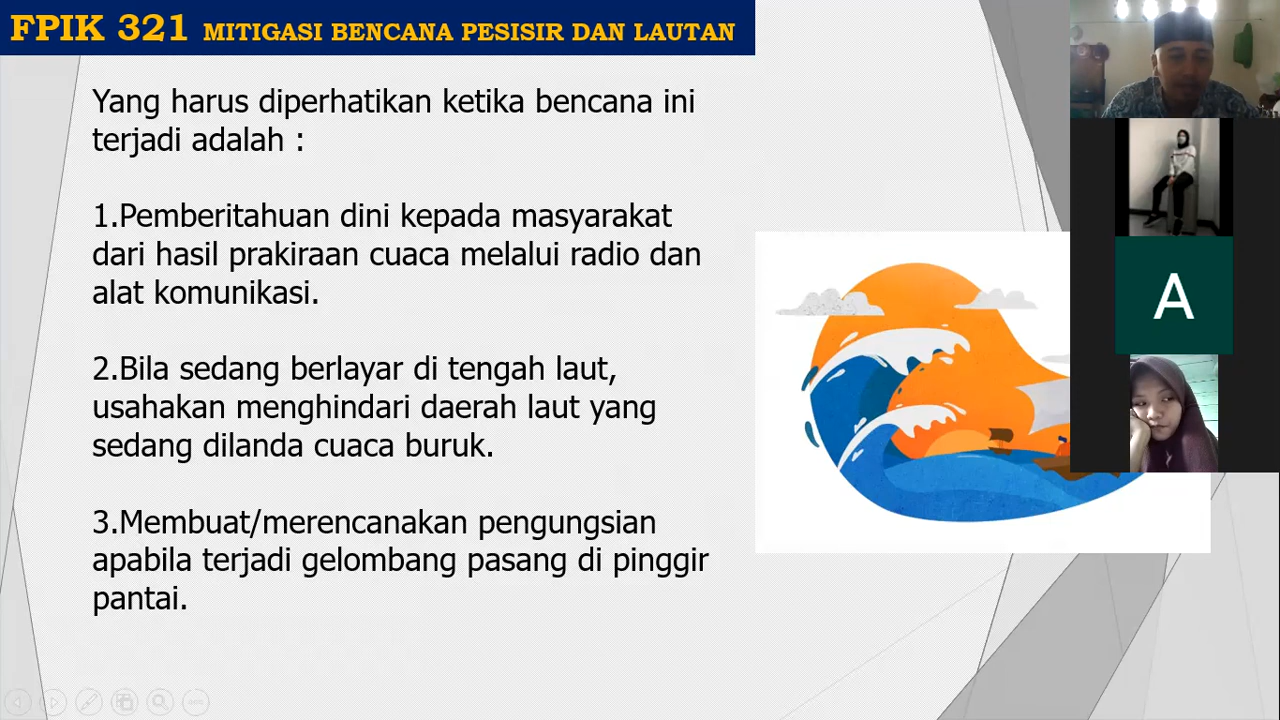 FPIK 321 MITIGASI BENCANA PESISIR DAN LAUTAN
Yang harus diperhatikan ketika bencana ini
terjadi adalah :
1.Pemberitahuan dini kepada masyarakat
dari hasil prakiraan cuaca melalui radio dan
alat komunikasi.
2.Bila sedang berlayar di tengah laut,
usahakan menghindari daerah laut yang
sedang dilanda cuaca buruk.
3.Membuat/merencanakan pengungsian
apabila terjadi gelombang pasang di pinggir
pantai.
A